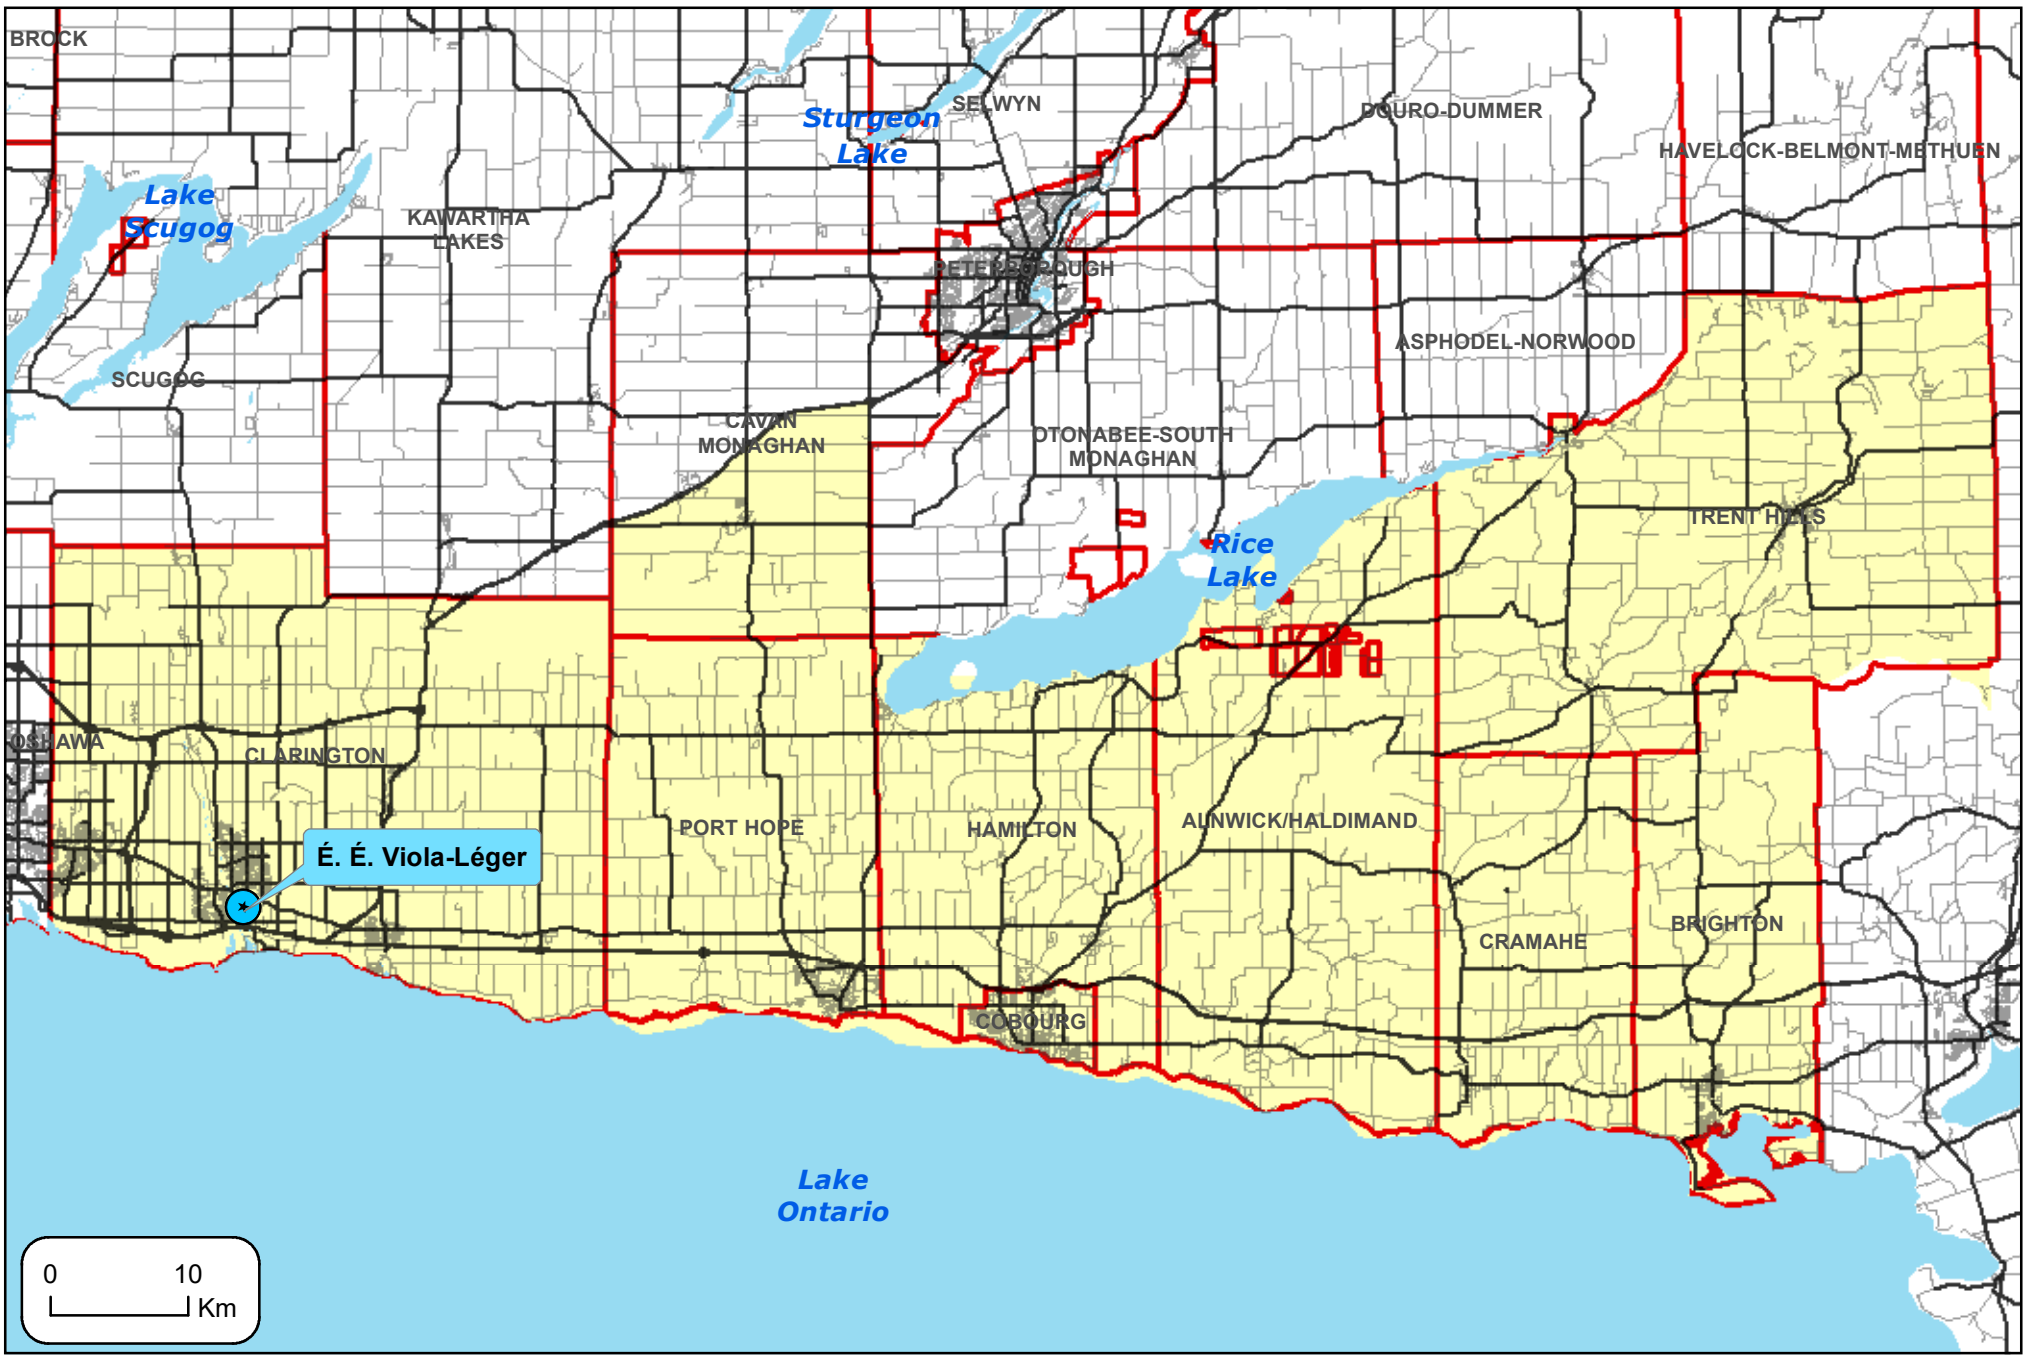 BROCK
SELWYN
DOURO-DUMMER
Sturgeon
Lake
HAVELOCK-BELMONT-METHUEN
Lake
Scugog
KAWARTHA
LAKES
PETERBOROUGH
ASPHODEL-NORWOOD
SCUGOG
CAVAN
MONAGHAN
OTONABEE-SOUTH
MONAGHAN
TRENT HILLS
Rice
Lake
OSHAWA
CLARINGTON
PORT HOPE
HAMILTON
ALNWICK/HALDIMAND
É. É. Viola-Léger
BRIGHTON
CRAMAHE
COBOURG
Lake
Ontario
0 10
Km